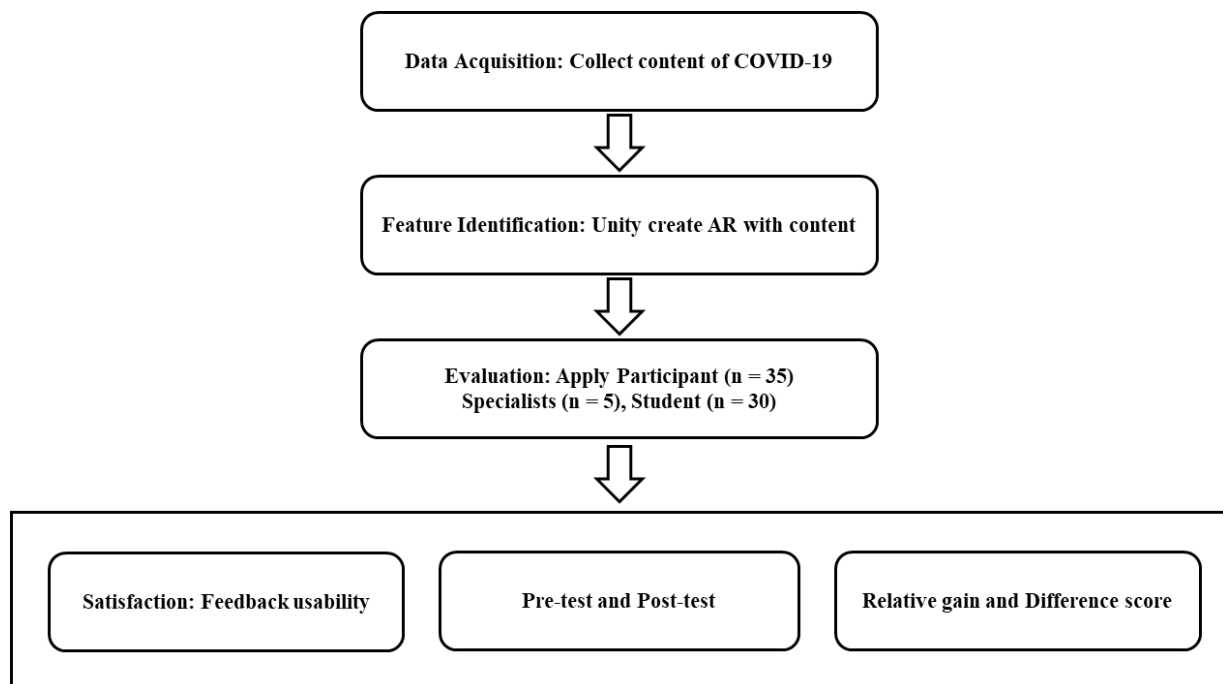 Data Acquisition: Collect content of COVID-19
Feature Identification: Unity create AR with content
Evaluation: Apply Participant (n = 35)
Specialists (n = 5), Student (n = 30)
Satisfaction: Feedback usability
Pre-test and Post-test
Relative gain and Difference score